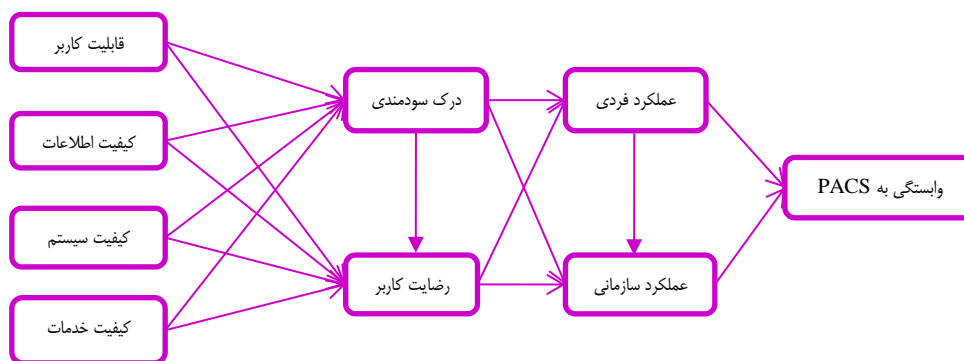 قابلیت کاربر
کیفیت اطلاعات
کیفیت سیستم
کیفیت خدمات
درک سودمندی
رضایت کاربر
عملکرد فردی
عملکرد سازمانی
وابستگی به PACS